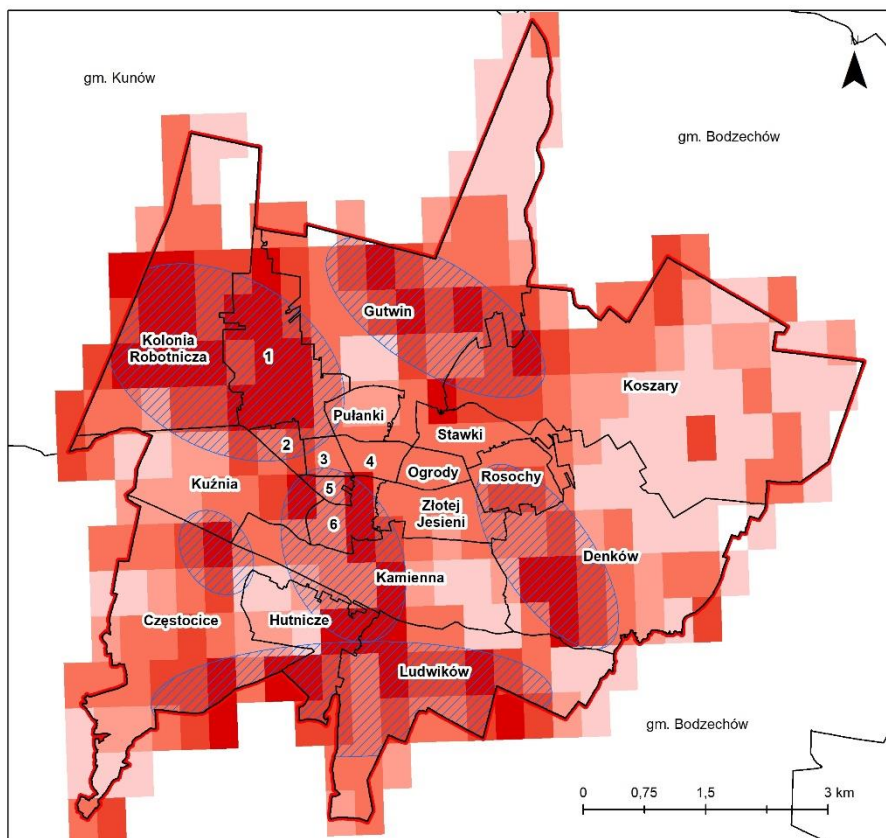 N
gm. Kunów
gm. Bodzechów
Gutwin
Kolonia
Robotnicza
1
Koszary
Pułanki
Stawki
2
3
4
Ogrody
Rosochy
Kuźnia
5
Złotej
Jesieni
6
Denków
Kamienna
Częstocice
Hutnicze
Ludwików
gm. Bodzechów
0 0,75 1,5 3 km